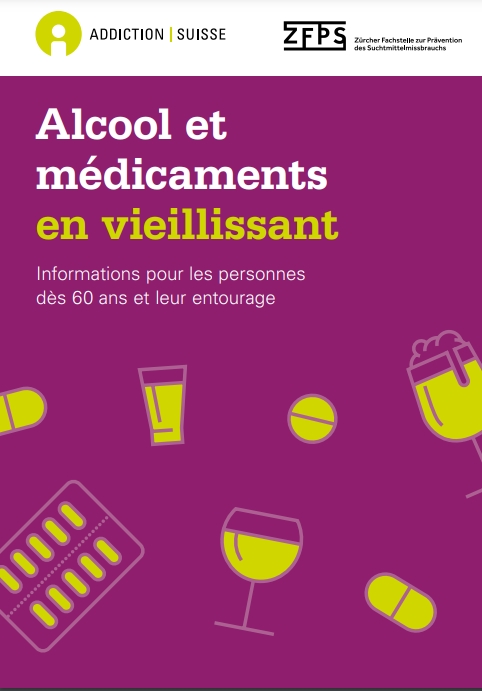 ADDICTION | SUISSE
ZFPS
Zürcher Fachstelle zur Prävention
des Suchtmittelmissbrauchs
Alcool et
médicaments
en vieillissant
Informations pour les personnes
dès 60 ans et leur entourage